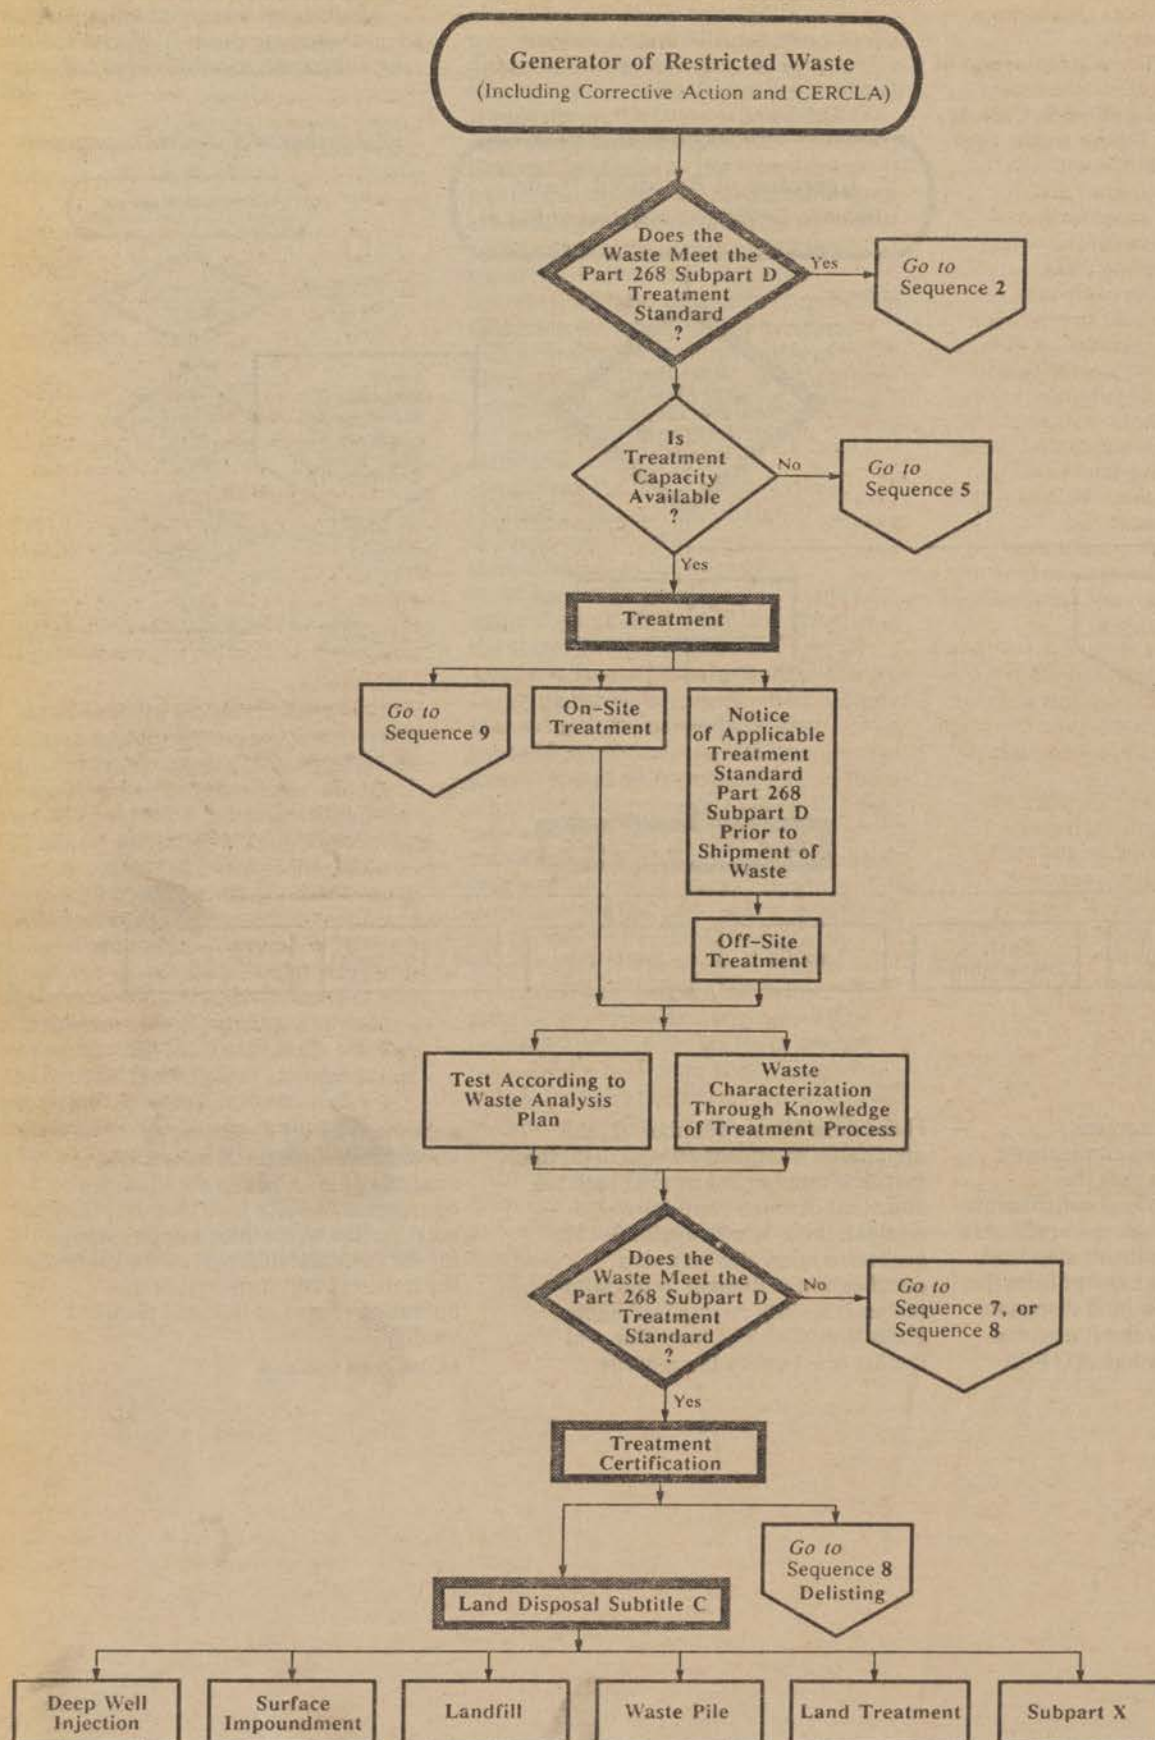 Generator of Restricted Waste
(Including Corrective Action and CERCLA)
Does the
Waste Meet the
Part 268 Subpart D
Treatment
Standard
?
Yes
Go to
Sequence 2
Is
Treatment
Capacity
Available
?
No
Go to
Sequence 5
Yes
Treatment
Go to
Sequence 9
On-Site
Treatment
Notice
of Applicable
Treatment
Standard
Part 268
Subpart D
Prior to
Shipment of
Waste
Off-Site
Treatment
Test According to
Waste Analysis
Plan
Waste
Characterization
Through Knowledge
of Treatment Process
Does the
Waste Meet the
Part 268 Subpart D
Treatment
Standard
?
No
Go to
Sequence 7, or
Sequence 8
Yes
Treatment
Certification
Go to
Sequence 8
Delisting
Land Disposal Subtitle C
Deep Well
Injection
Surface
Impoundment
Landfill
Waste Pile
Land Treatment
Subpart X